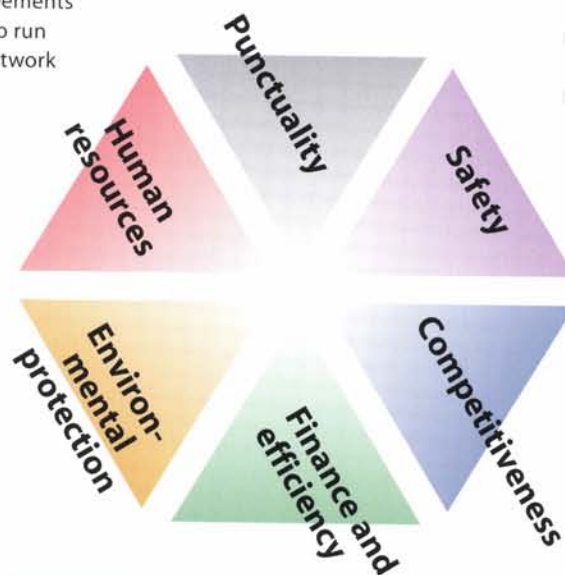 ements
o run
twork
Punctuality
Human
resources
Safety
Environ-
mental
protection
Competitiveness
Finance and
efficiency